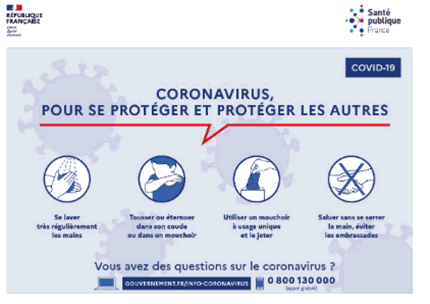 RÉPUBLIQUE
FRANÇAISE
Liberté
Égalité
Fraternité
Santé
publique
France
COVID-19
CORONAVIRUS,
POUR SE PROTÉGER ET PROTÉGER LES AUTRES
Se laver
très régulièrement
les mains
Tousser ou éternuer
dans son coude
ou dans un mouchoir
Utiliser un mouchoir
à usage unique
et le jeter
Saluer sans se serrer
la main, éviter
les embrassades
Vous avez des questions sur le coronavirus ?
GOUVERNEMENT.FR/INFO-CORONAVIRUS
0 800 130 000
(appel gratuit)